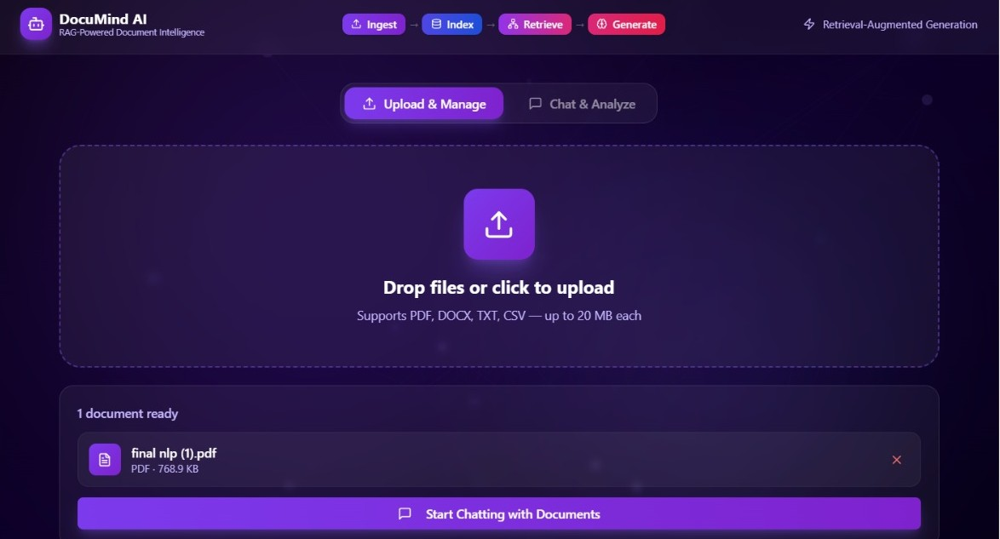 DocuMind AI
RAG-Powered Document Intelligence
Ingest → Index → Retrieve → Generate
Retrieval-Augmented Generation
Upload & Manage
Chat & Analyze
Drop files or click to upload
Supports PDF, DOCX, TXT, CSV — up to 20 MB each
1 document ready
final nlp (1).pdf
PDF · 768.9 KB
Start Chatting with Documents